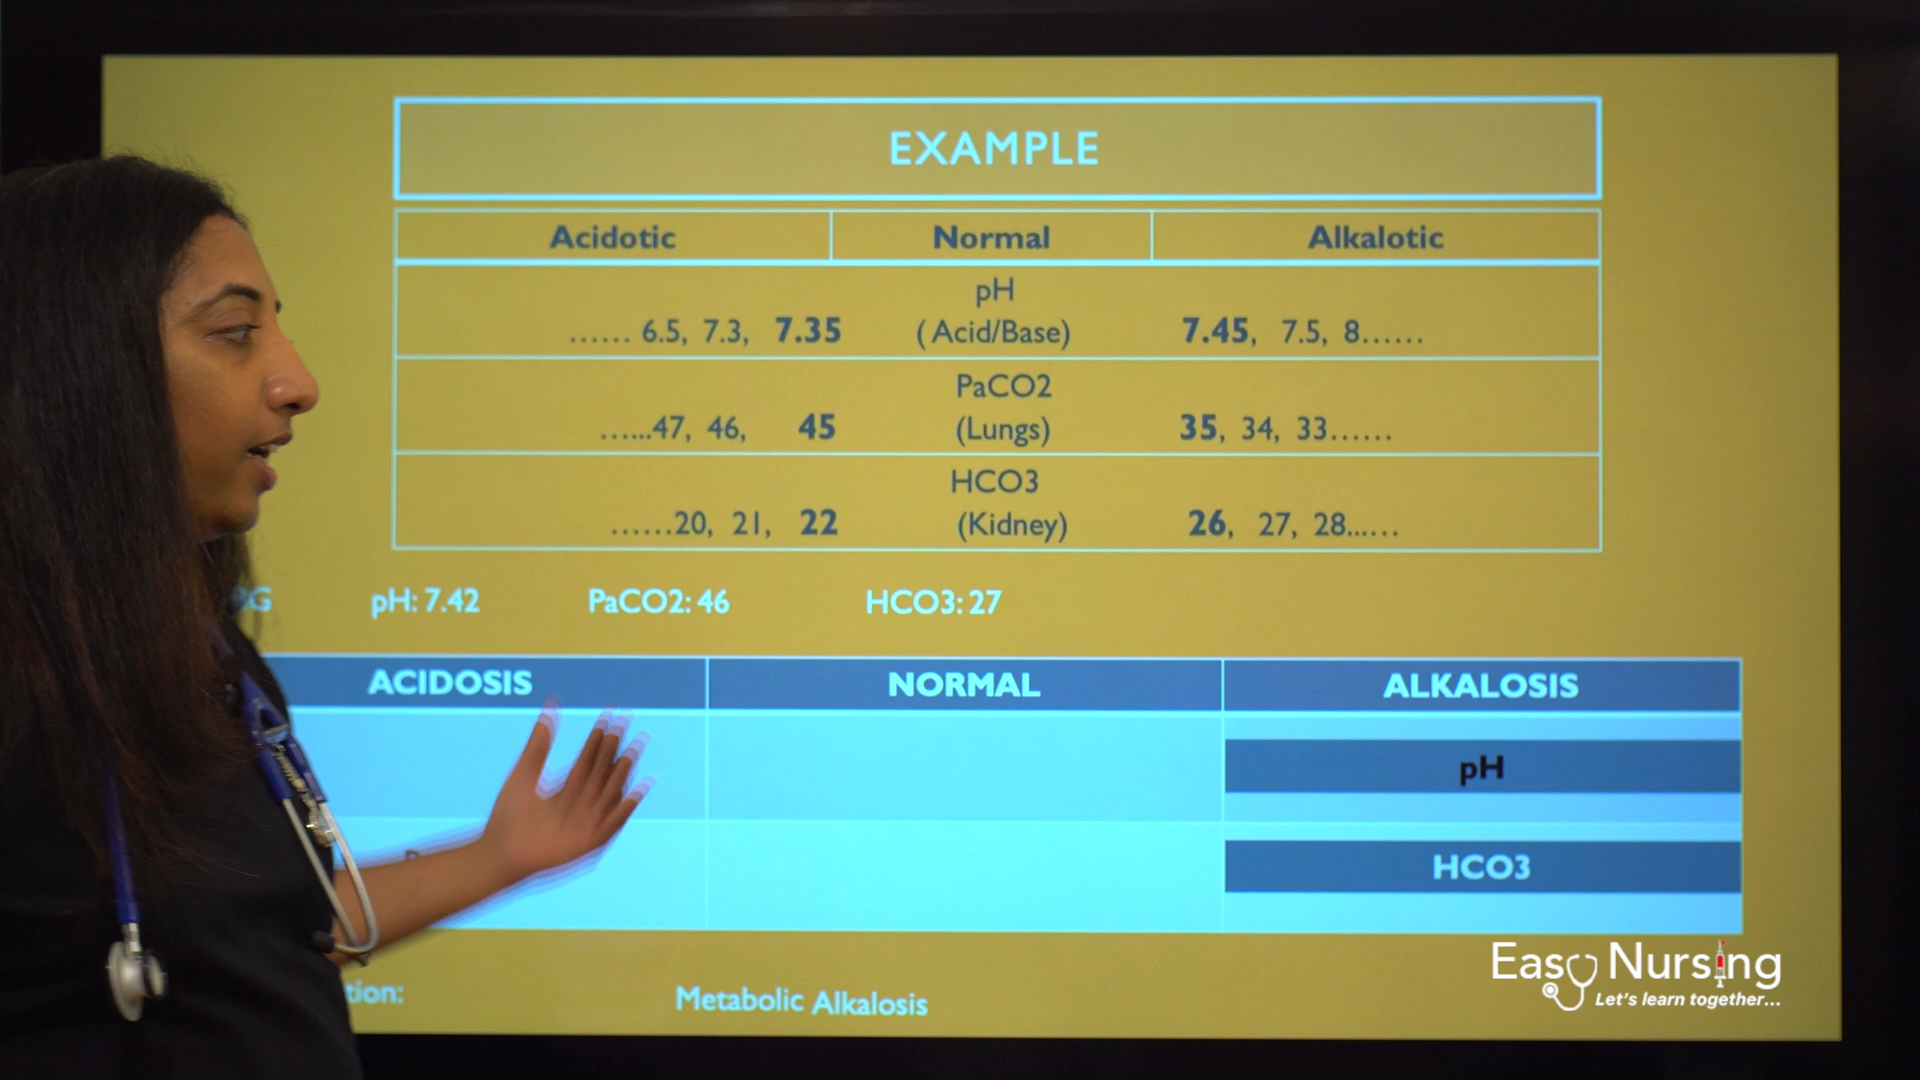 EXAMPLE
Acidotic Normal Alkalotic
pH
...... 6.5, 7.3, 7.35 (Acid/Base) 7.45, 7.5, 8......
PaCO2
......47, 46, 45 (Lungs) 35, 34, 33......
HCO3
......20, 21, 22 (Kidney) 26, 27, 28......
BG pH: 7.42 PaCO2: 46 HCO3: 27
ACIDOSIS NORMAL ALKALOSIS
pH
HCO3
tion: Metabolic Alkalosis
Easy Nursing
Let's learn together...